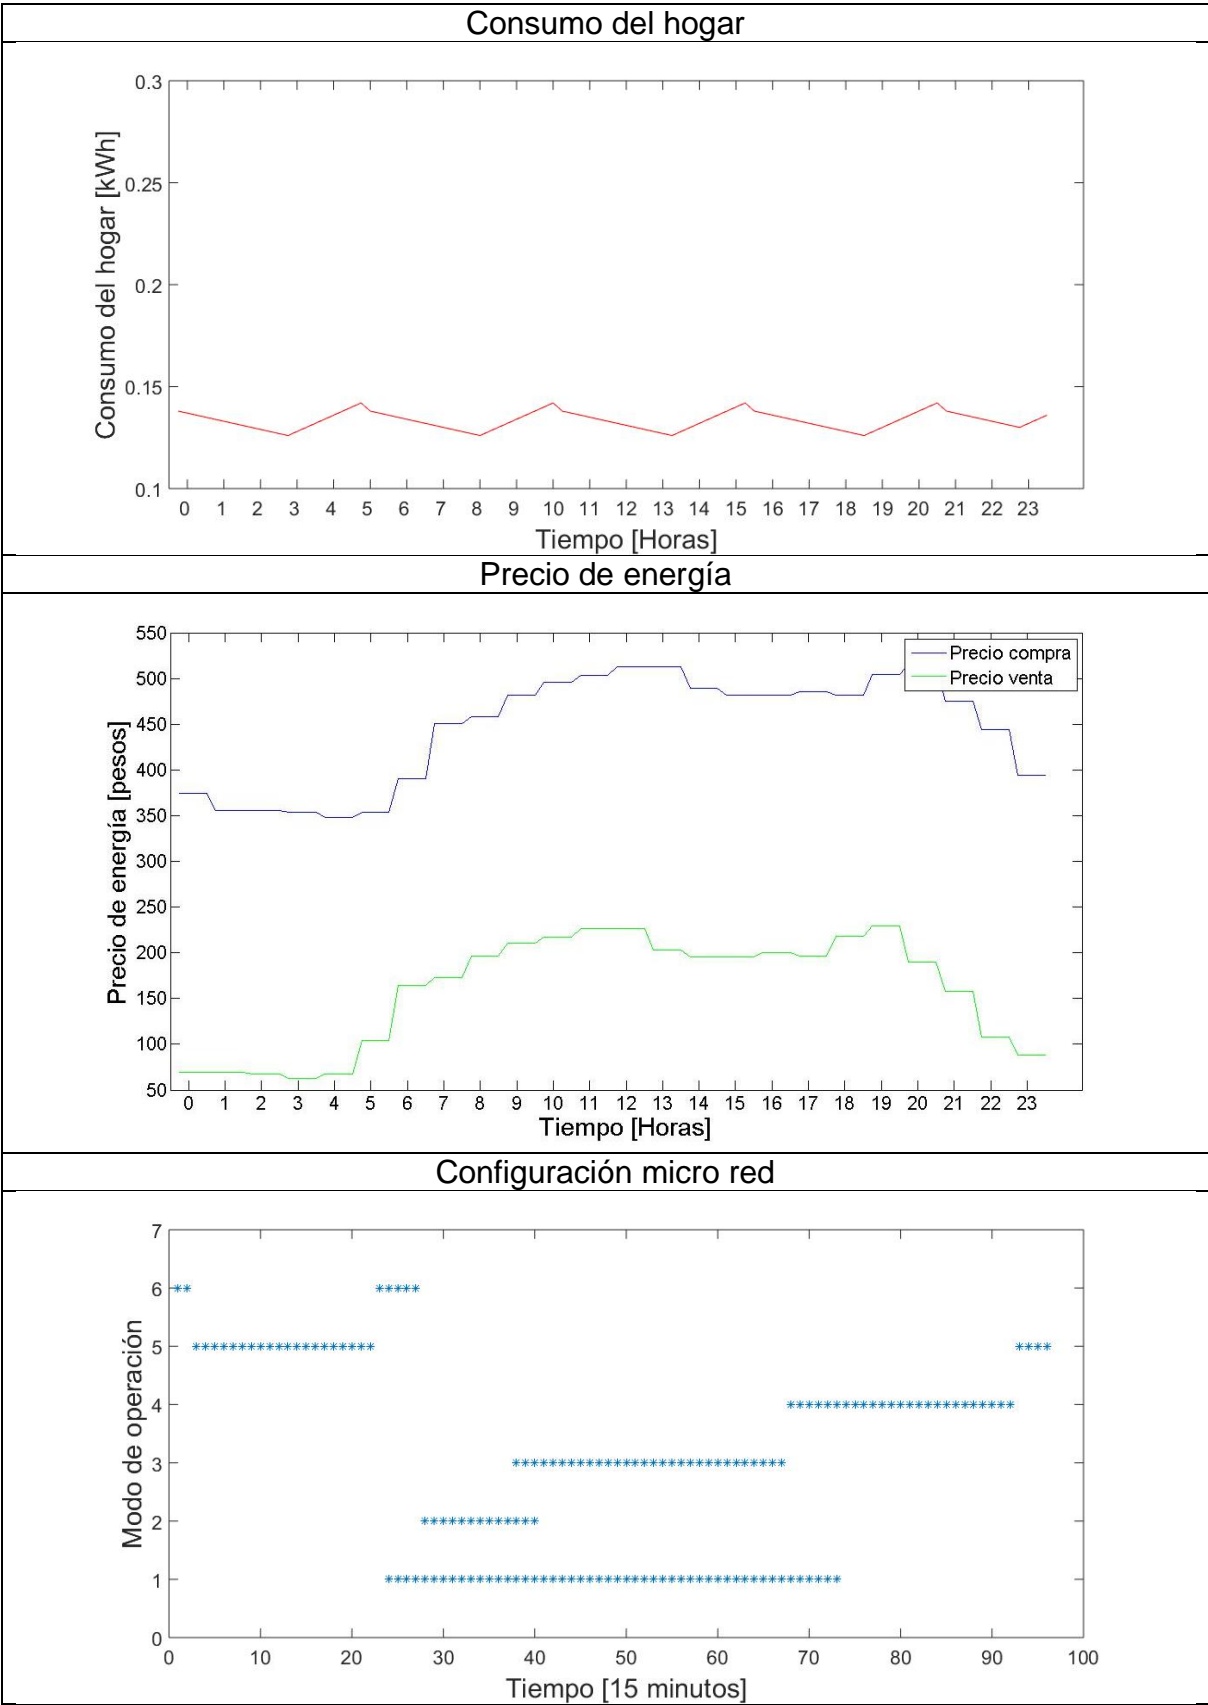 Consumo del hogar
0.3
0.25
0.2
0.15
0.1
Consumo del hogar [kWh]
0 1 2 3 4 5 6 7 8 9 10 11 12 13 14 15 16 17 18 19 20 21 22 23
Tiempo [Horas]
Precio de energía
550
500
450
400
350
300
250
200
150
100
50
Precio de energía [pesos]
Precio compra
Precio venta
0 1 2 3 4 5 6 7 8 9 10 11 12 13 14 15 16 17 18 19 20 21 22 23
Tiempo [Horas]
Configuración micro red
7
6
5
4
3
2
1
0
Modo de operación
0 10 20 30 40 50 60 70 80 90 100
Tiempo [15 minutos]